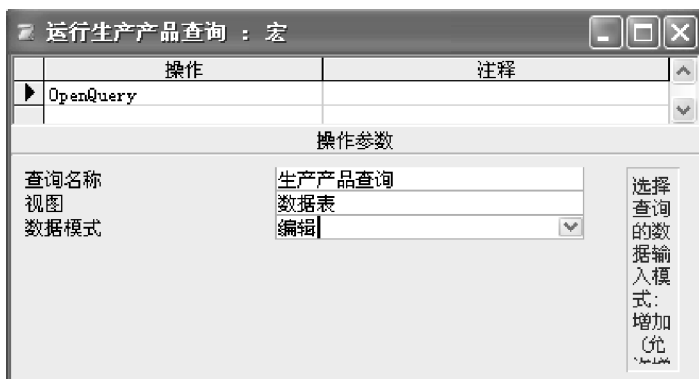 运行生产产品查询 : 宏
操作 注释
OpenQuery
操作参数
查询名称 生产产品查询
视图 数据表
数据模式 编辑
选择
查询
的数
据输
入模
式:
增加
(允